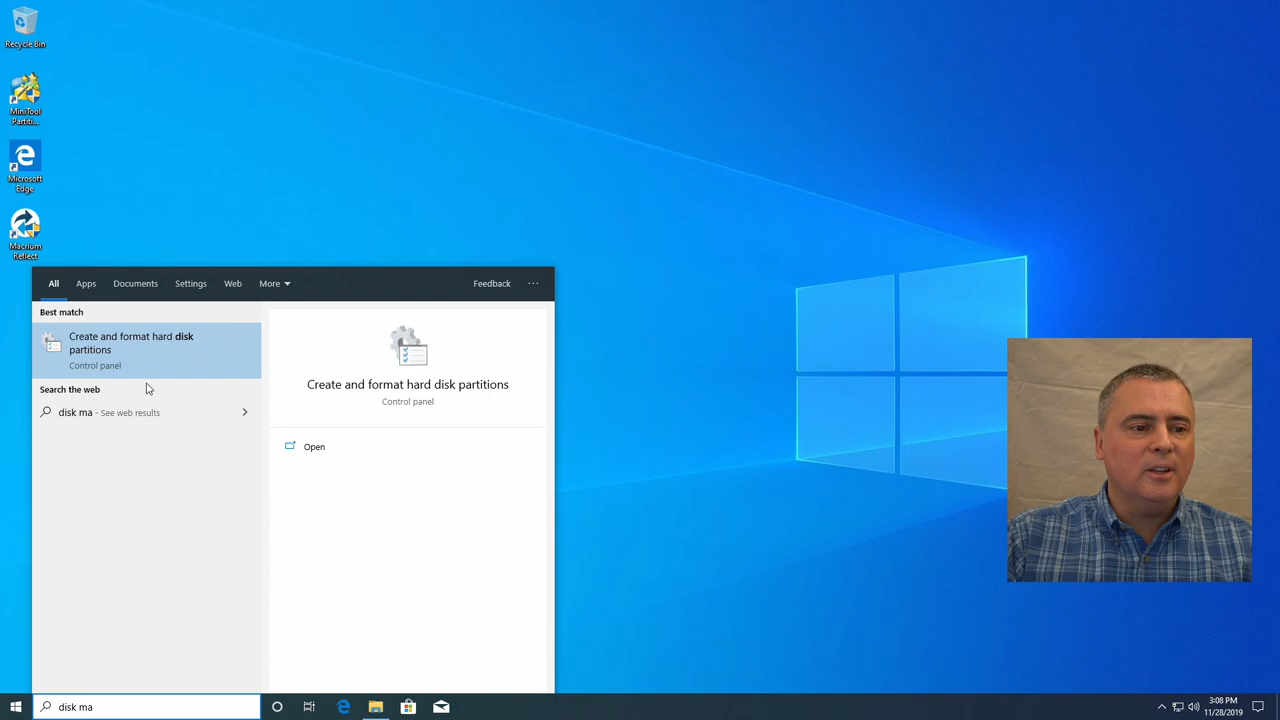 Recycle Bin
MiniTool
Partiti...
Microsoft
Edge
Macrium
Reflect
All Apps Documents Settings Web More Feedback ...
Best match
Create and format hard disk
partitions
Control panel
Search the web
disk ma - See web results
Create and format hard disk partitions
Control panel
Open
disk ma
3:08 PM
11/28/2019